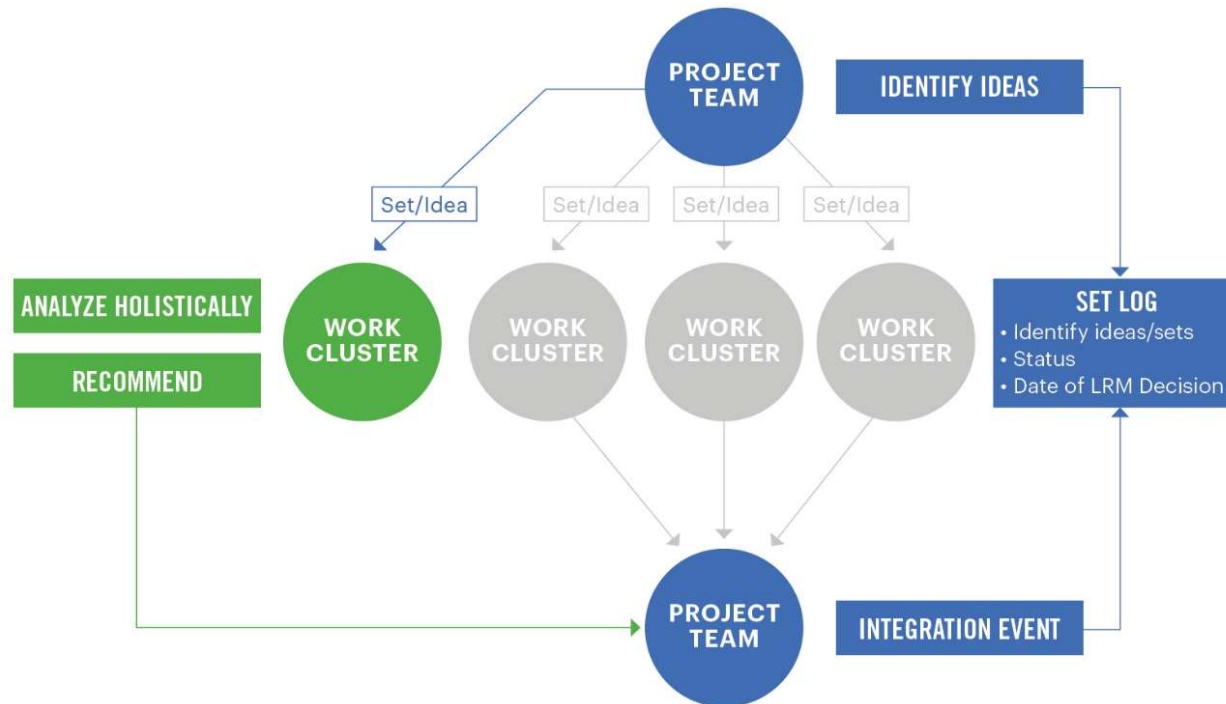 PROJECT
TEAM
IDENTIFY IDEAS
Set/Idea
Set/Idea
Set/Idea
Set/Idea
ANALYZE HOLISTICALLY
RECOMMEND
WORK
CLUSTER
WORK
CLUSTER
WORK
CLUSTER
WORK
CLUSTER
SET LOG
• Identify ideas/sets
• Status
• Date of LRM Decision
PROJECT
TEAM
INTEGRATION EVENT